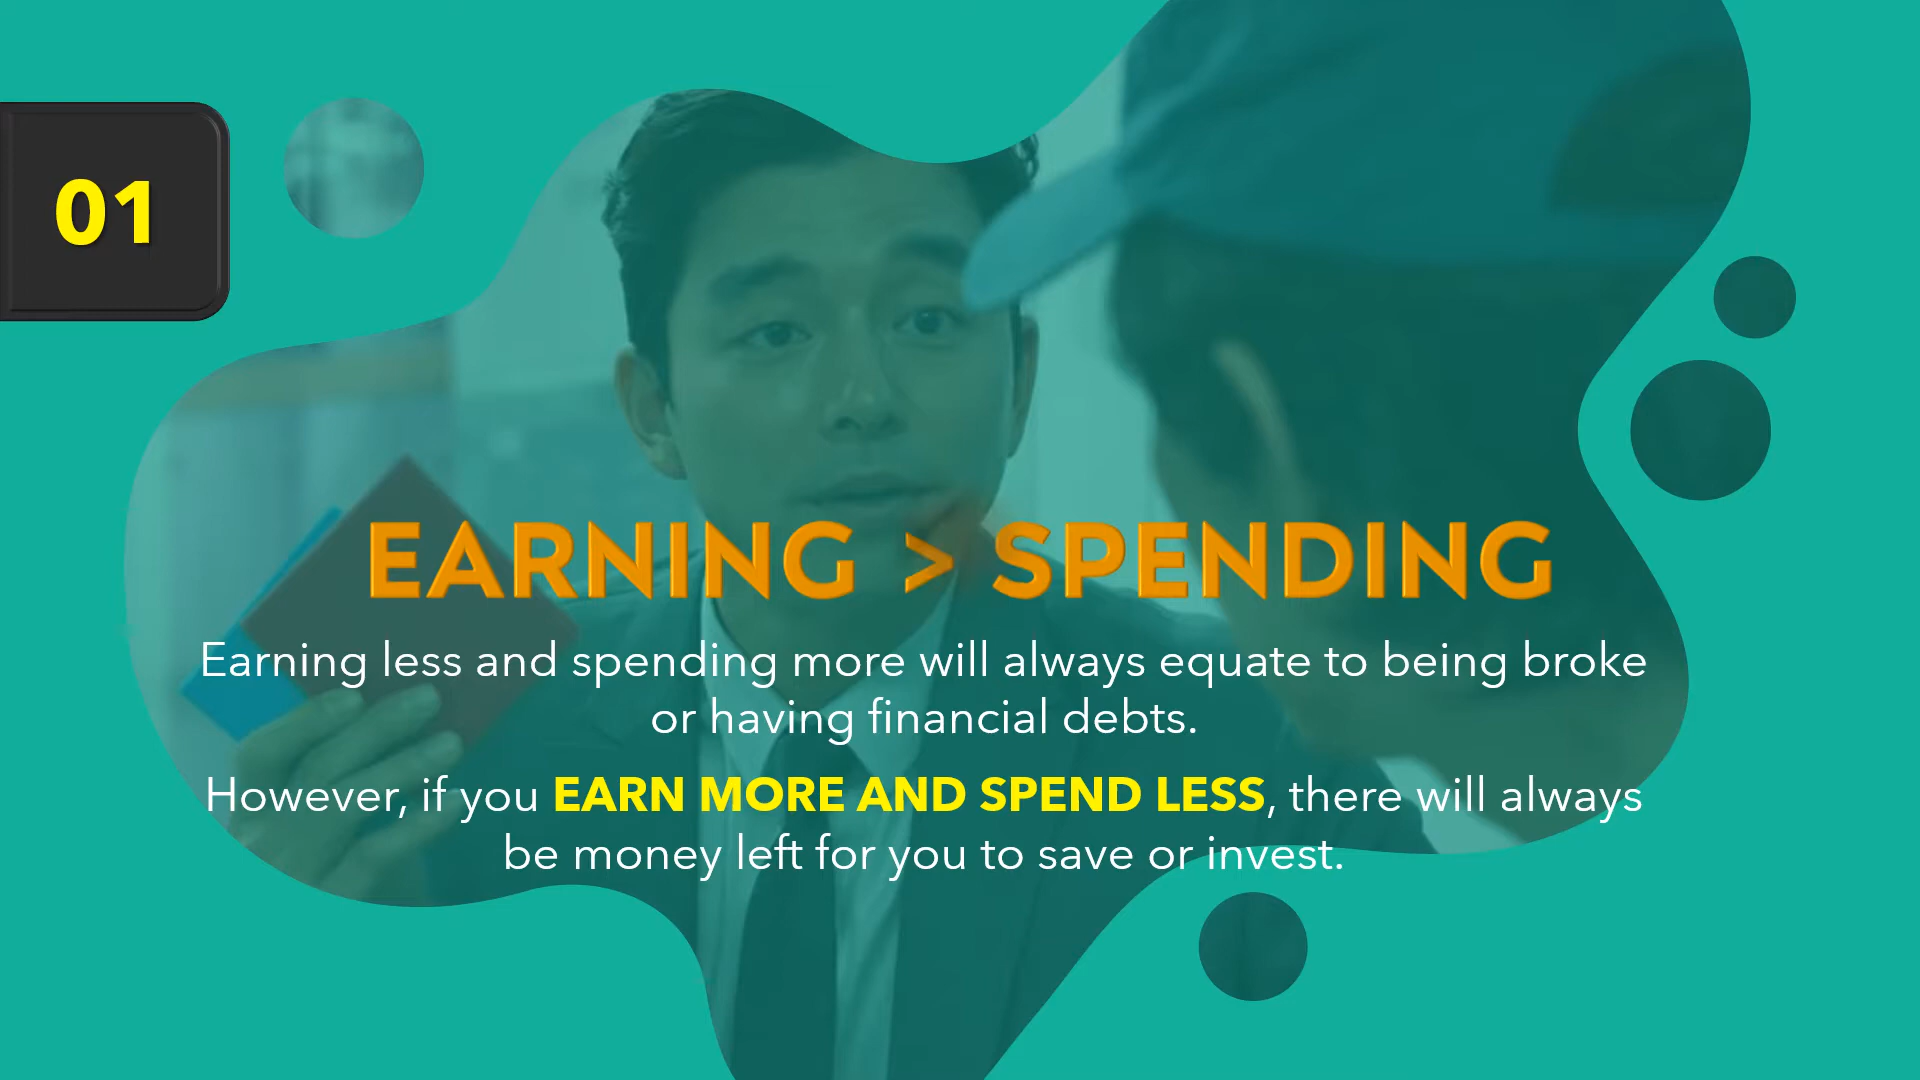 01
EARNING > SPENDING
Earning less and spending more will always equate to being broke
or having financial debts.
However, if you EARN MORE AND SPEND LESS, there will always
be money left for you to save or invest.